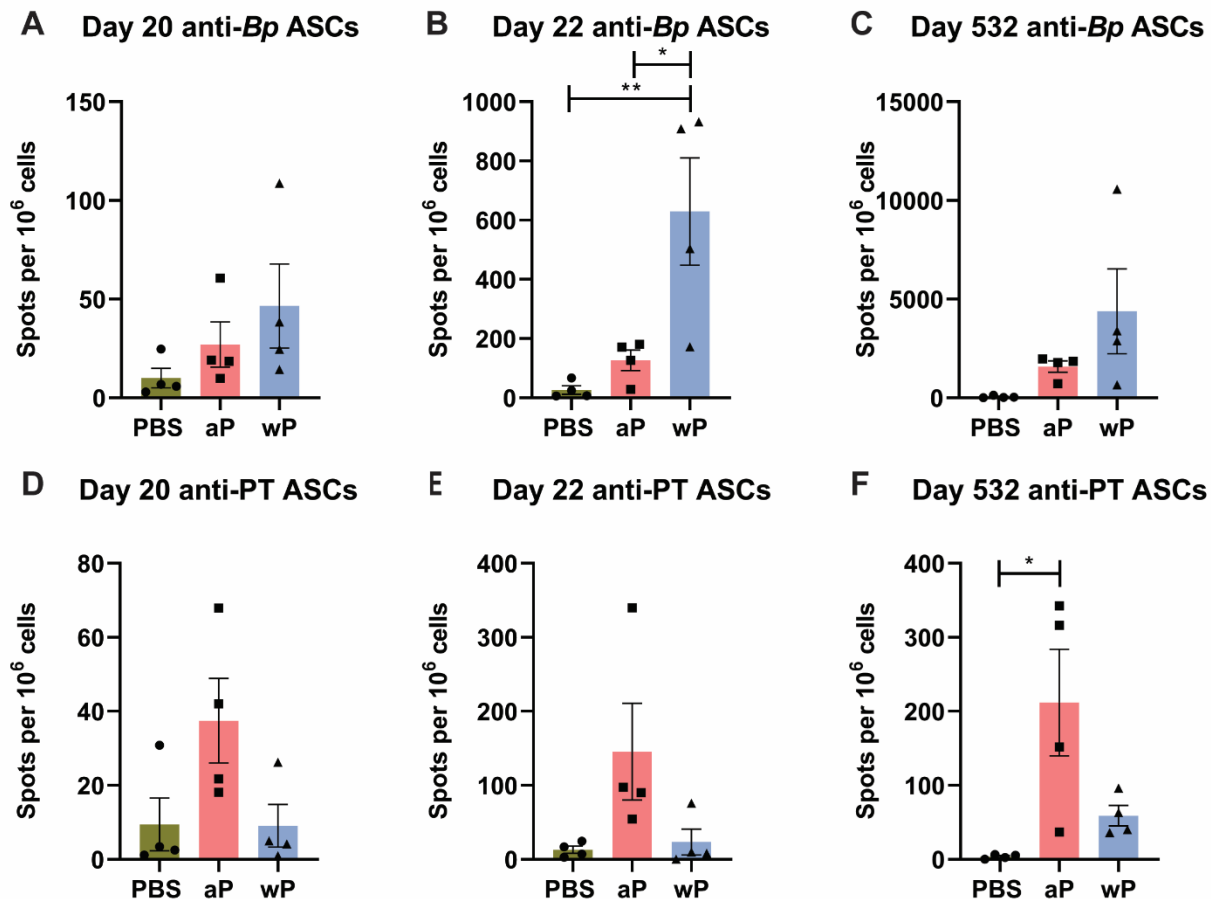 A Day 20 anti-Bp ASCs
B Day 22 anti-Bp ASCs
C Day 532 anti-Bp ASCs
Spots per 10⁶ cells
150
100
50
0
PBS aP wP
Spots per 10⁶ cells
1000
800
600
400
200
0
*
**
PBS aP wP
Spots per 10⁶ cells
15000
10000
5000
0
PBS aP wP
D Day 20 anti-PT ASCs
E Day 22 anti-PT ASCs
F Day 532 anti-PT ASCs
Spots per 10⁶ cells
80
60
40
20
0
PBS aP wP
Spots per 10⁶ cells
400
300
200
100
0
PBS aP wP
Spots per 10⁶ cells
400
300
200
100
0
*
PBS aP wP